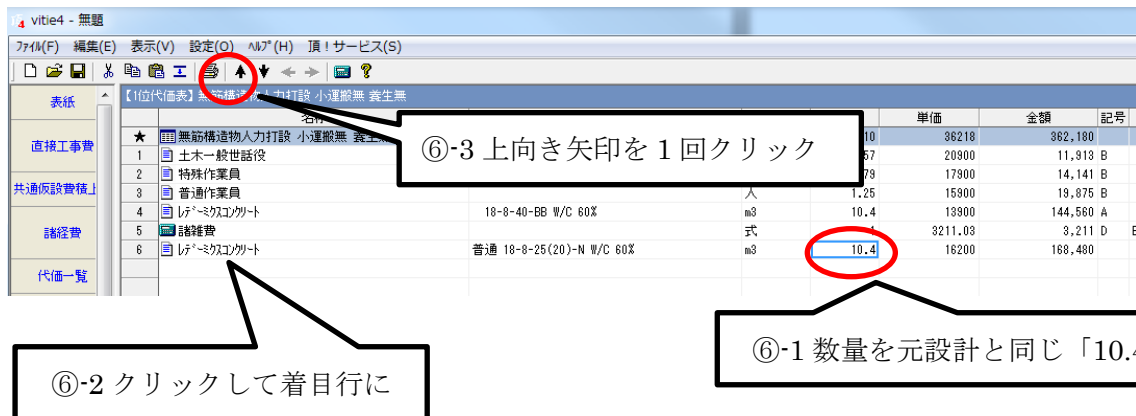 vitie4 - 無題
ファイル(F) 編集(E) 表示(V) 設定(O) ヘルプ(H) 頂！サービス(S)
【1位代価表】無筋構造物人力打設 小運搬無 養生無
単価 金額 記号
★ 無筋構造物人力打設 小運搬無 養生 10 36218 362,180
1 土木一般世話役 57 20900 11,913 B
2 特殊作業員 79 17900 14,141 B
3 普通作業員 人 1.25 15900 19,875 B
4 レデーミクスコンクリート 18-8-40-BB W/C 60% m3 10.4 13900 144,560 A
5 諸雑費 式 3211.03 3,211 D
6 レデーミクスコンクリート 普通 18-8-25(20)-N W/C 60% m3 10.4 16200 168,480
表紙
直接工事費
共通仮設費積上
諸経費
代価一覧
⑥-3 上向き矢印を 1 回クリック
⑥-1 数量を元設計と同じ「10.4
⑥-2 クリックして着目行に